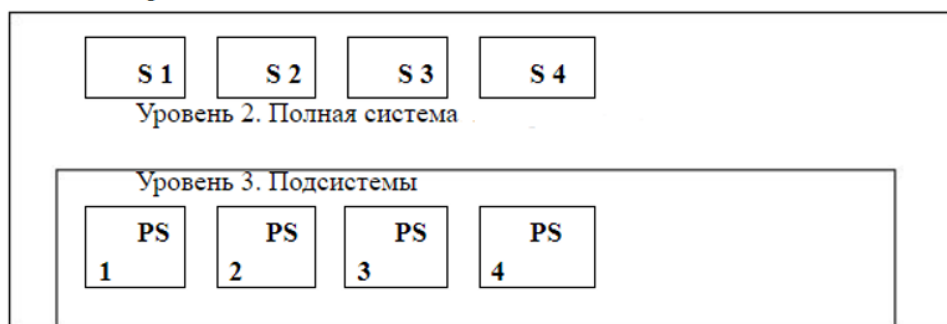 S 1 S 2 S 3 S 4
Уровень 2. Полная система
Уровень 3. Подсистемы
PS PS PS PS
1 2 3 4